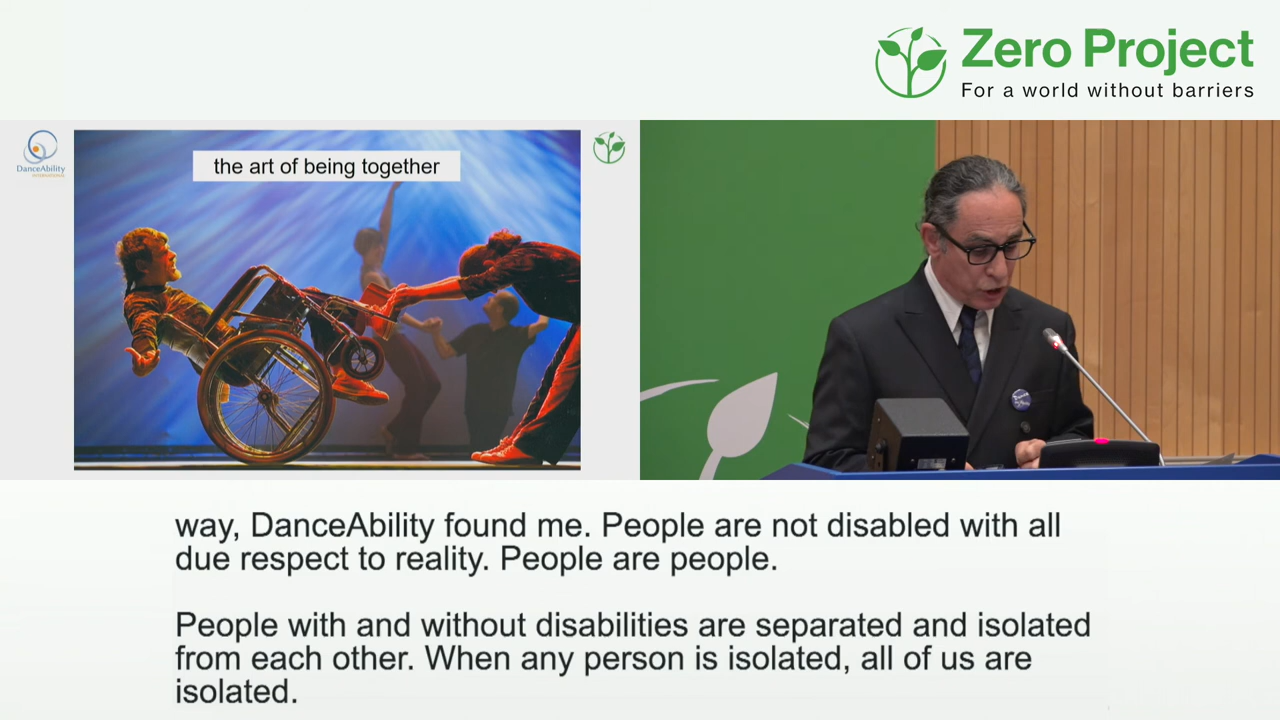 Zero Project
For a world without barriers
DanceAbility
INTERNATIONAL
the art of being together
way, DanceAbility found me. People are not disabled with all
due respect to reality. People are people.
People with and without disabilities are separated and isolated
from each other. When any person is isolated, all of us are
isolated.